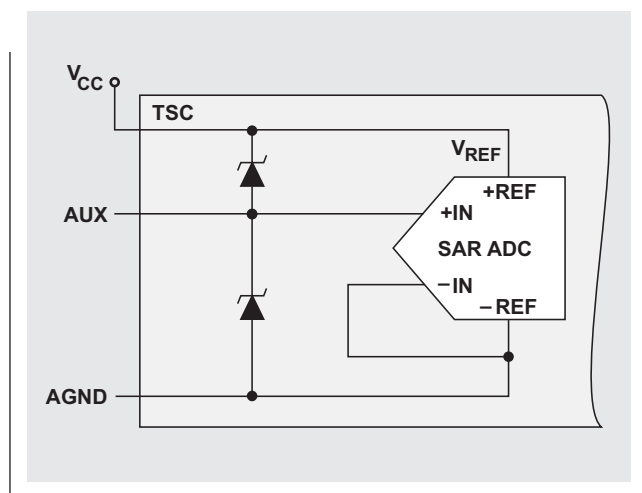 VCC
TSC
VREF
+REF
AUX
+IN
SAR ADC
–IN
–REF
AGND